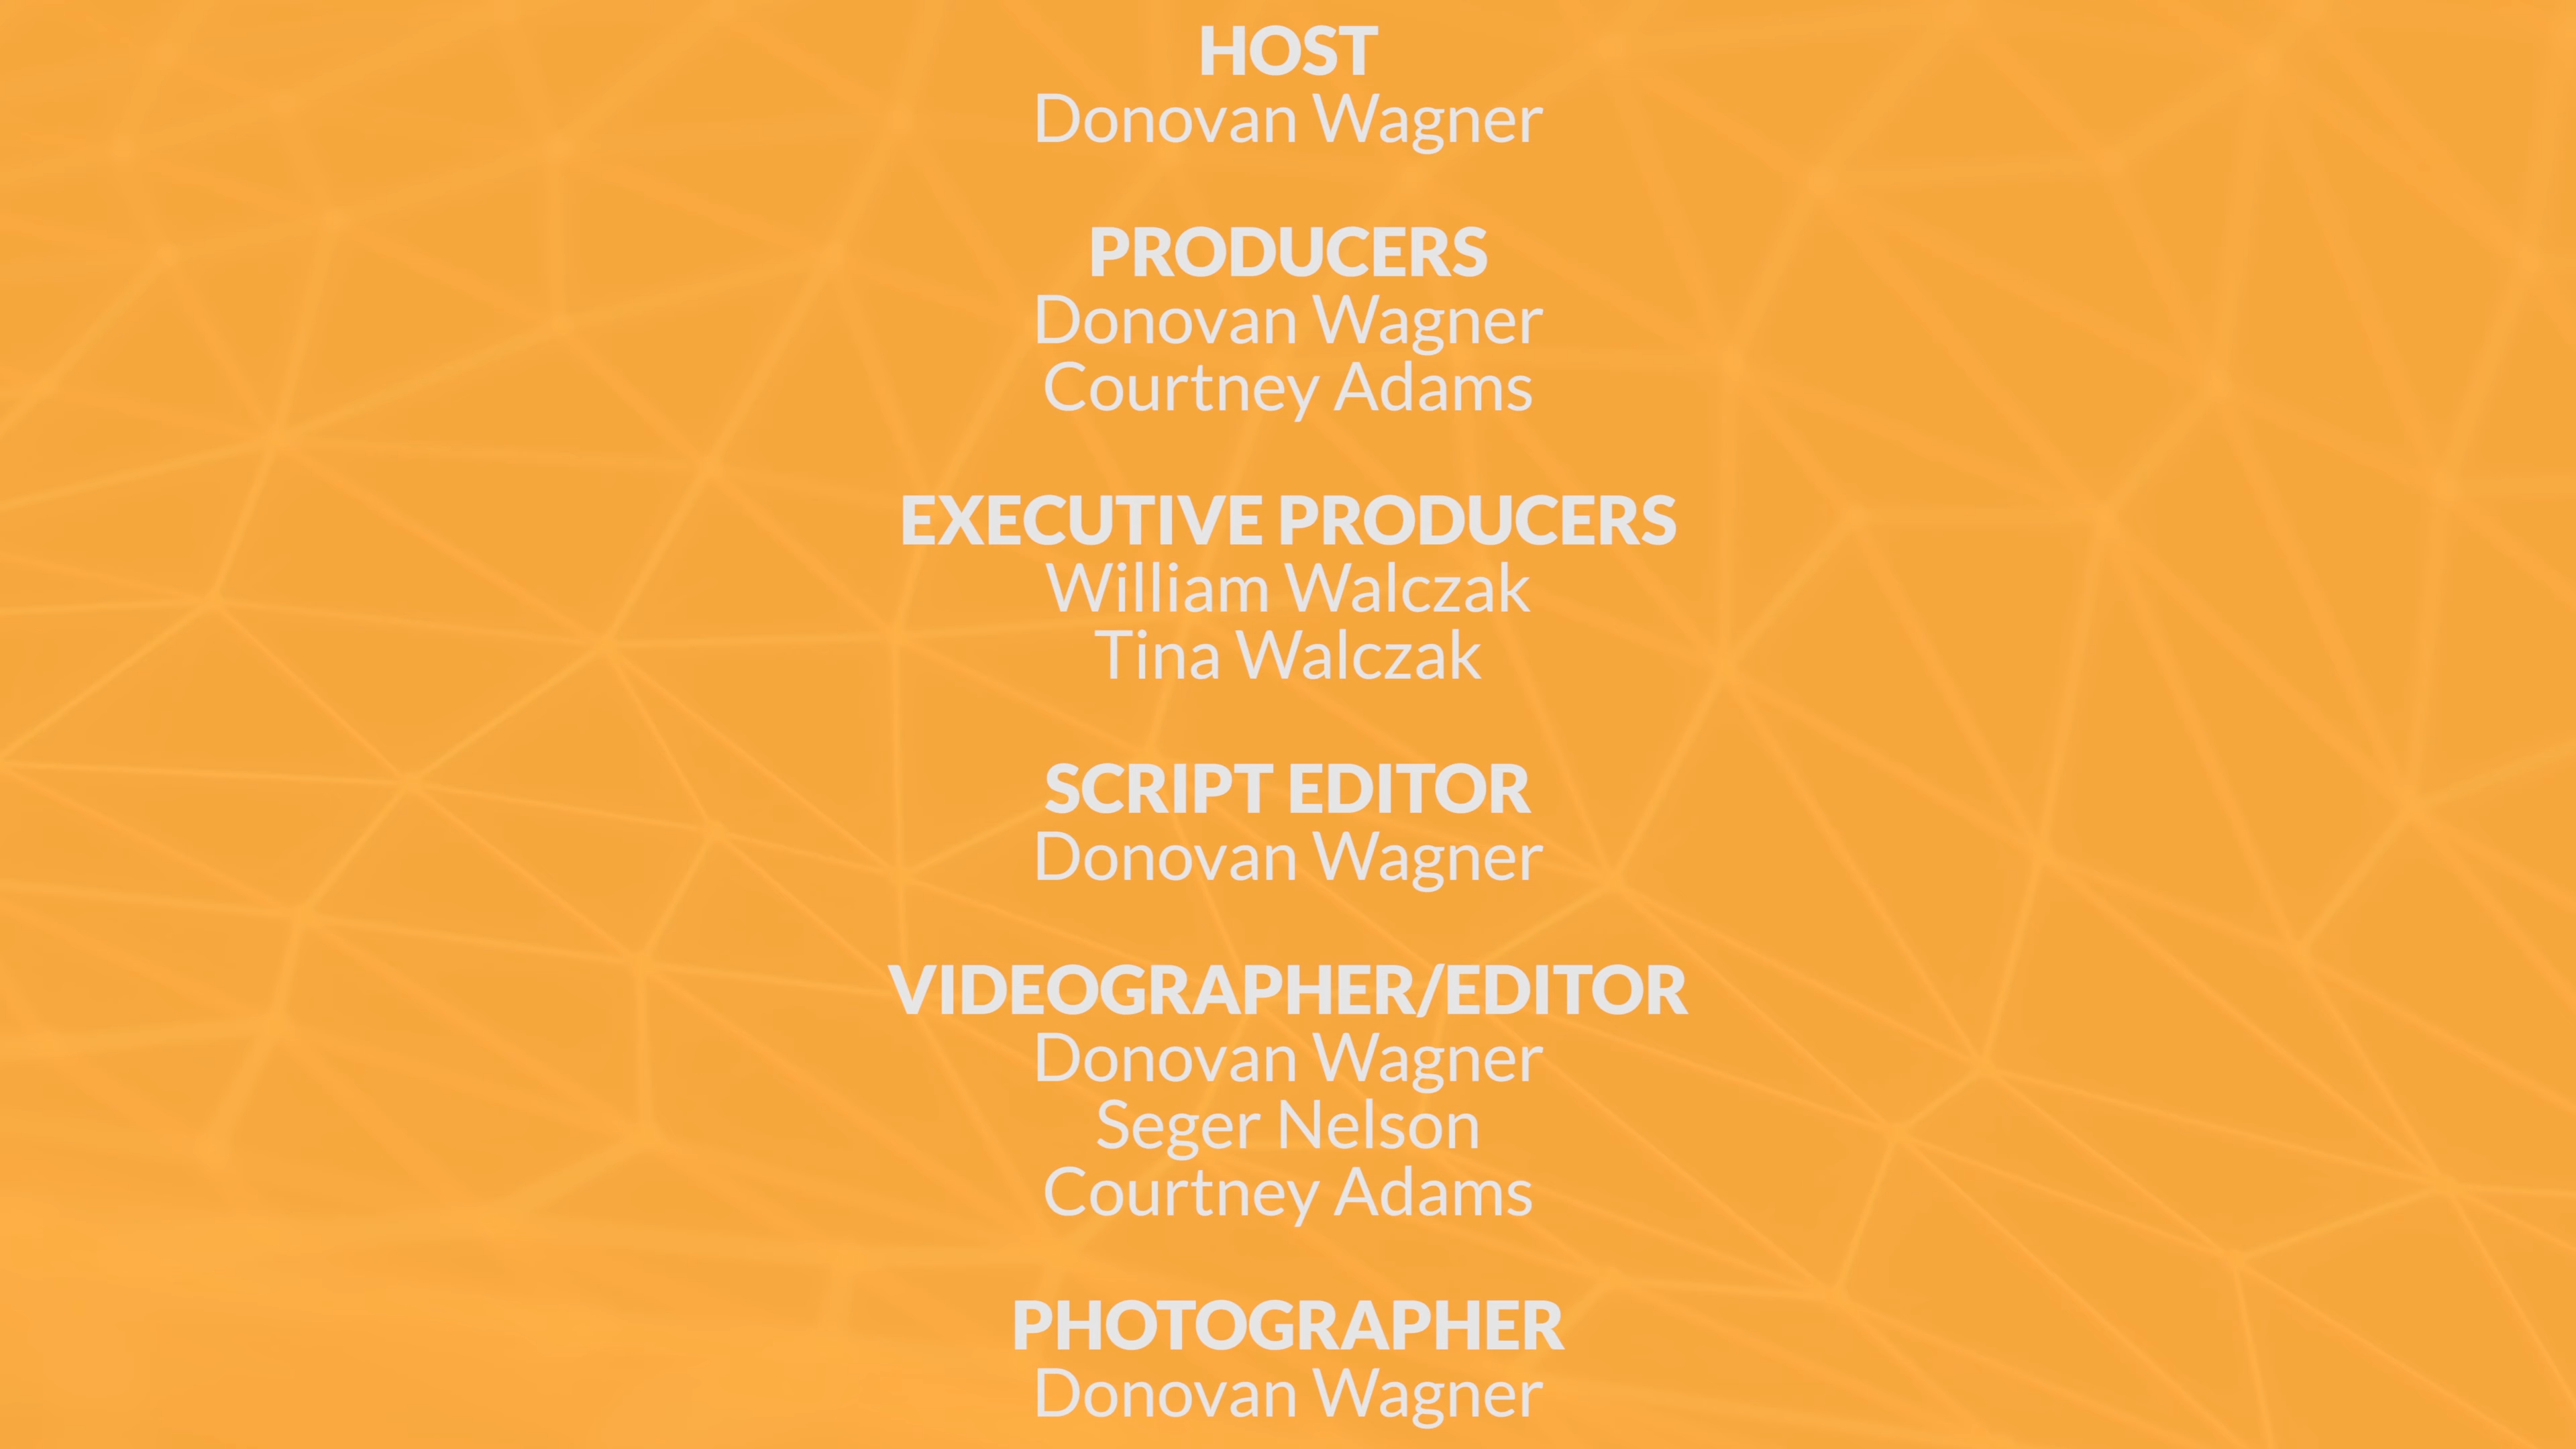 HOST
Donovan Wagner
PRODUCERS
Donovan Wagner
Courtney Adams
EXECUTIVE PRODUCERS
William Walczak
Tina Walczak
SCRIPT EDITOR
Donovan Wagner
VIDEOGRAPHER/EDITOR
Donovan Wagner
Seger Nelson
Courtney Adams
PHOTOGRAPHER
Donovan Wagner